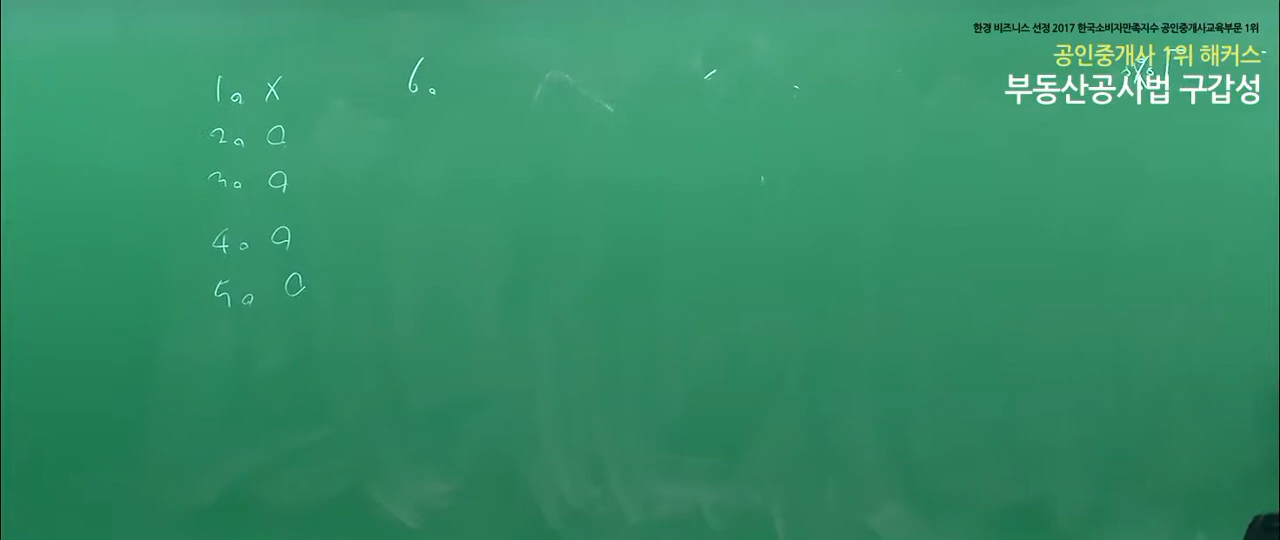 한경 비즈니스 선정 2017 한국소비자만족지수 공인중개사교육부문 1위
공인중개사 1위 해커스
부동산공사법 구갑성
1. X
6.
2. O
3. O
4. O
5. O